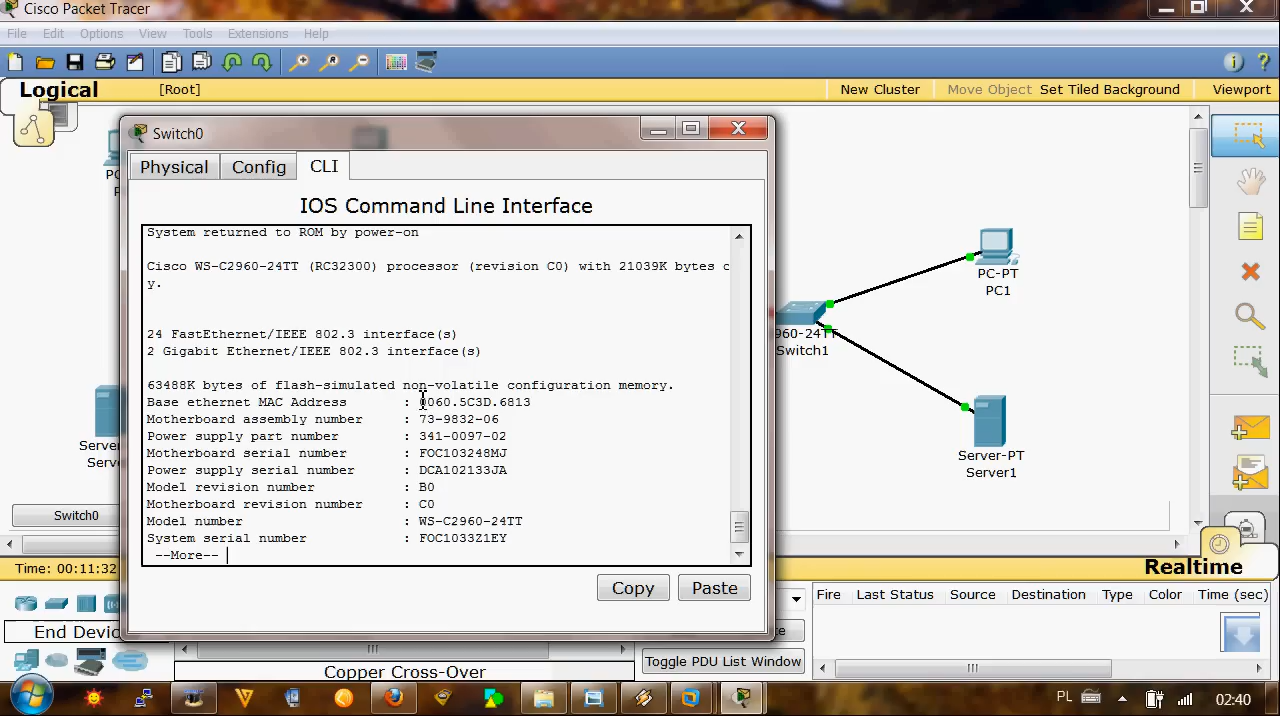 Cisco Packet Tracer
File Edit Options View Tools Extensions Help
Logical [Root] New Cluster Move Object Set Tiled Background Viewport
Switch0
Physical Config CLI
IOS Command Line Interface
System returned to ROM by power-on
Cisco WS-C2960-24TT (RC32300) processor (revision C0) with 21039K bytes
y.
24 FastEthernet/IEEE 802.3 interface(s)
2 Gigabit Ethernet/IEEE 802.3 interface(s)
63488K bytes of flash-simulated non-volatile configuration memory.
Base ethernet MAC Address : 0060.5C3D.6813
Motherboard assembly number : 73-9832-06
Power supply part number : 341-0097-02
Motherboard serial number : FOC103248MJ
Power supply serial number : DCA102133JA
Model revision number : B0
Motherboard revision number : C0
Model number : WS-C2960-24TT
System serial number : FOC1033Z1EY
--More--
Copy Paste
PC-PT
PC1
960-24TT
Switch1
Server-PT
Server1
Switch0
Time: 00:11:32
Realtime
Fire Last Status Source Destination Type Color Time (sec)
End Devi
Toggle PDU List Window
Copper Cross-Over
PL 02:40